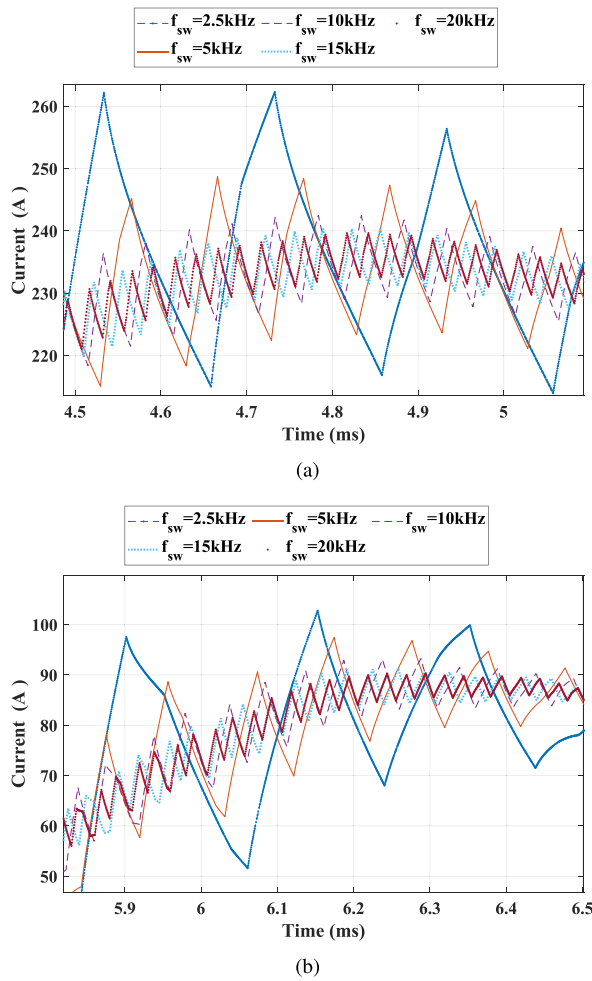 f_sw=2.5kHz f_sw=10kHz f_sw=20kHz
f_sw=5kHz f_sw=15kHz
260
250
240
230
220
Current (A)
4.5 4.6 4.7 4.8 4.9 5
Time (ms)
(a)
f_sw=2.5kHz f_sw=5kHz f_sw=10kHz
f_sw=15kHz f_sw=20kHz
100
90
80
70
60
50
Current (A)
5.9 6 6.1 6.2 6.3 6.4 6.5
Time (ms)
(b)